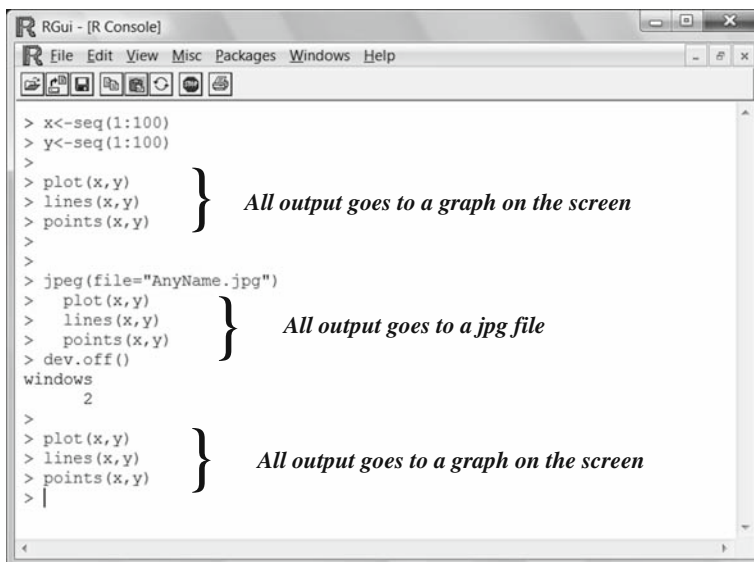 RGui - [R Console]
File Edit View Misc Packages Windows Help
STOP
> x<-seq(1:100)
> y<-seq(1:100)
>
> plot(x,y)
> lines(x,y)
> points(x,y)
} All output goes to a graph on the screen
>
>
> jpeg(file="AnyName.jpg")
>   plot(x,y)
>   lines(x,y)
>   points(x,y)
} All output goes to a jpg file
> dev.off()
windows
      2
>
> plot(x,y)
> lines(x,y)
> points(x,y)
} All output goes to a graph on the screen
> |